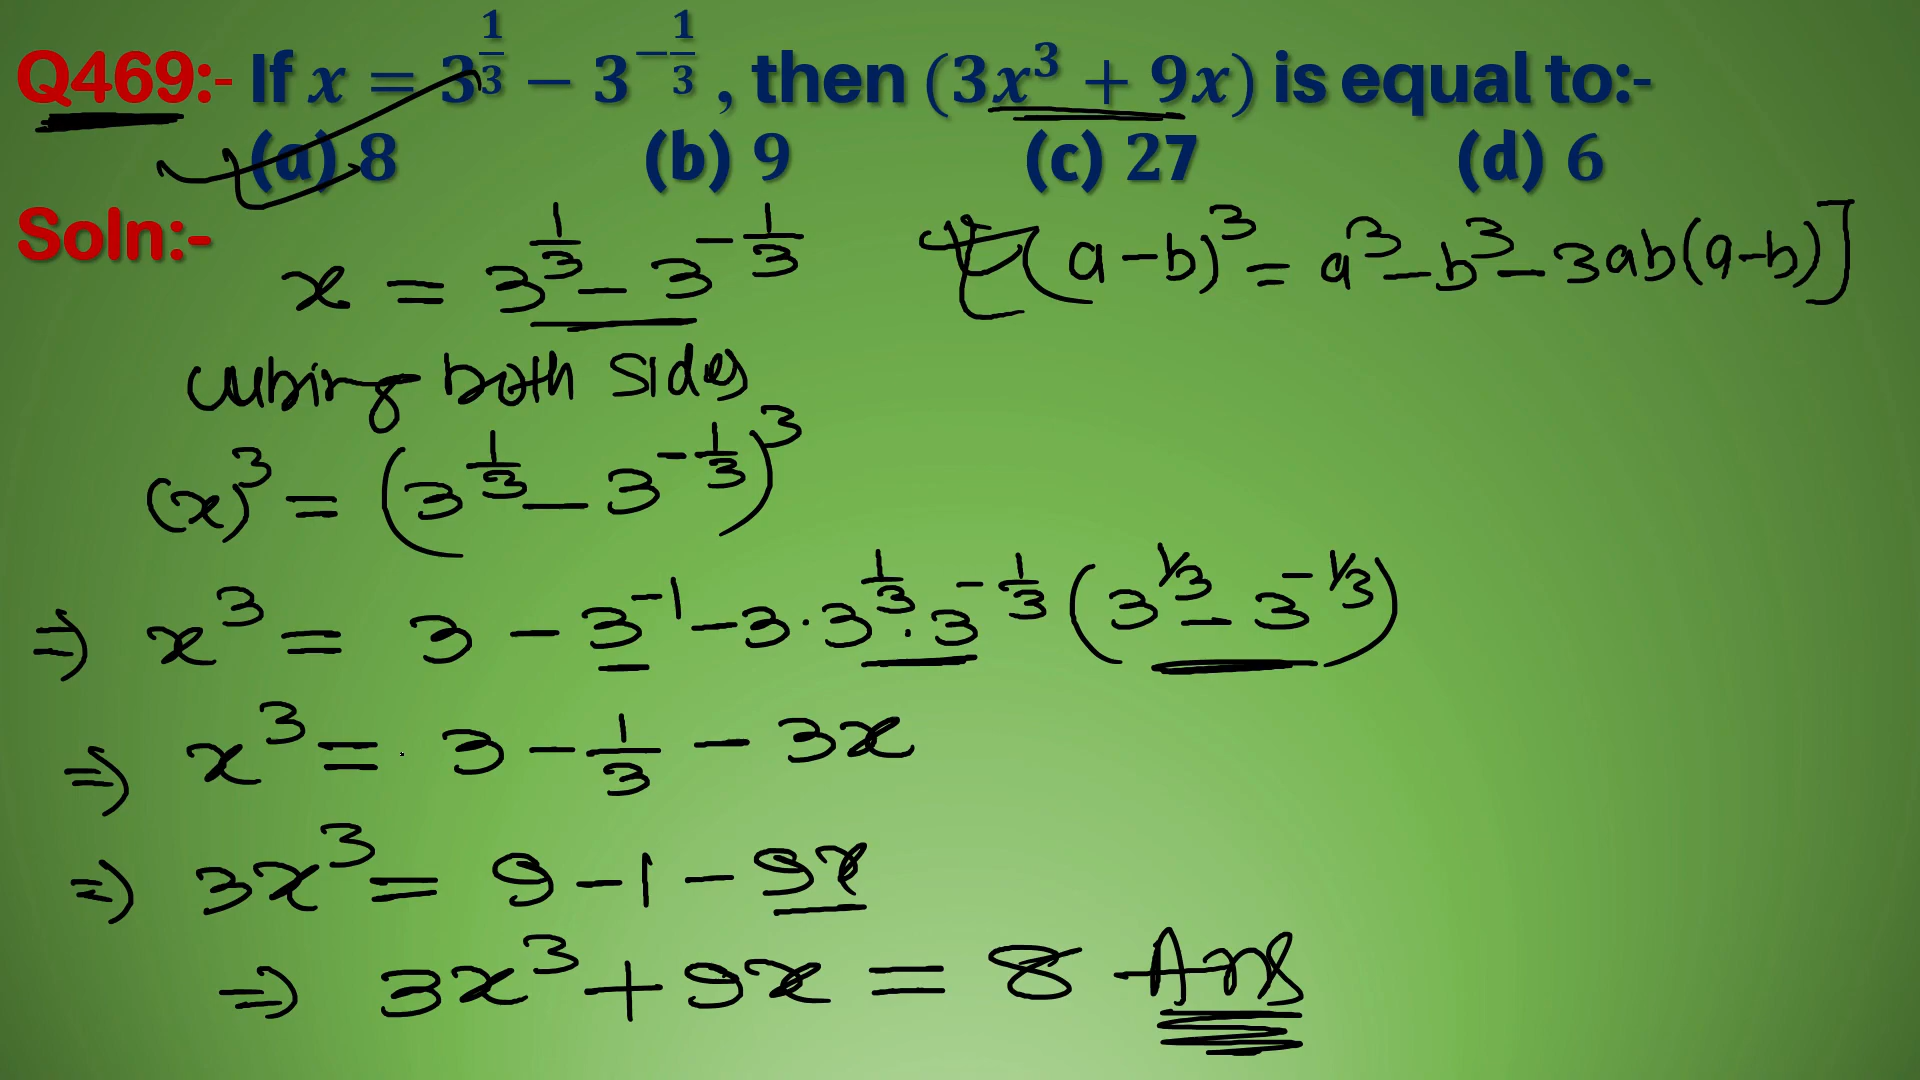 Q469:- If x = 3^{1/3} − 3^{−1/3}, then (3x³ + 9x) is equal to:-
(a) 8 (b) 9 (c) 27 (d) 6
Soln:-
x = 3^{1/3} − 3^{−1/3} [(a−b)³ = a³−b³−3ab(a−b)]
cubing both sides
(x)³ = (3^{1/3} − 3^{−1/3})³
⇒ x³ = 3 − 3^{−1} − 3·3^{1/3}·3^{−1/3} (3^{1/3} − 3^{−1/3})
⇒ x³ = 3 − 1/3 − 3x
⇒ 3x³ = 9 − 1 − 9x
⇒ 3x³ + 9x = 8 Ans